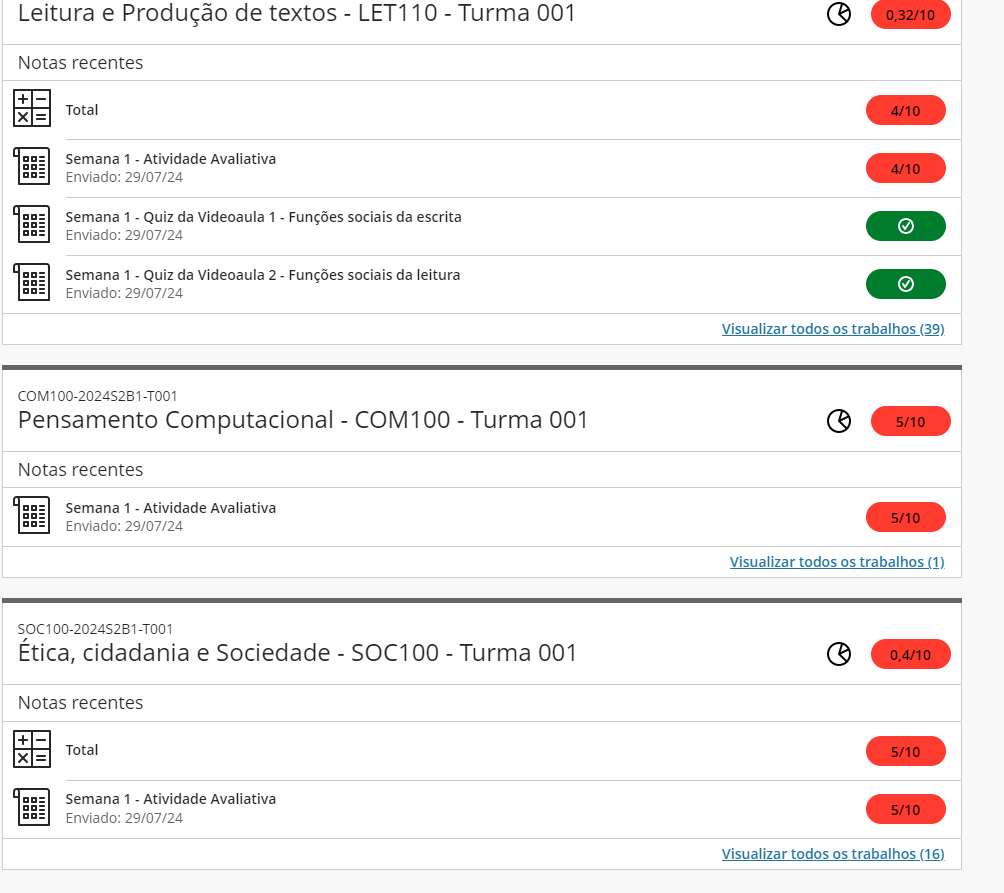 Leitura e Produção de textos - LET110 - Turma 001
0,32/10
Notas recentes
Total
4/10
Semana 1 - Atividade Avaliativa
Enviado: 29/07/24
4/10
Semana 1 - Quiz da Videoaula 1 - Funções sociais da escrita
Enviado: 29/07/24
Semana 1 - Quiz da Videoaula 2 - Funções sociais da leitura
Enviado: 29/07/24
Visualizar todos os trabalhos (39)
COM100-2024S2B1-T001
Pensamento Computacional - COM100 - Turma 001
5/10
Notas recentes
Semana 1 - Atividade Avaliativa
Enviado: 29/07/24
5/10
Visualizar todos os trabalhos (1)
SOC100-2024S2B1-T001
Ética, cidadania e Sociedade - SOC100 - Turma 001
0,4/10
Notas recentes
Total
5/10
Semana 1 - Atividade Avaliativa
Enviado: 29/07/24
5/10
Visualizar todos os trabalhos (16)